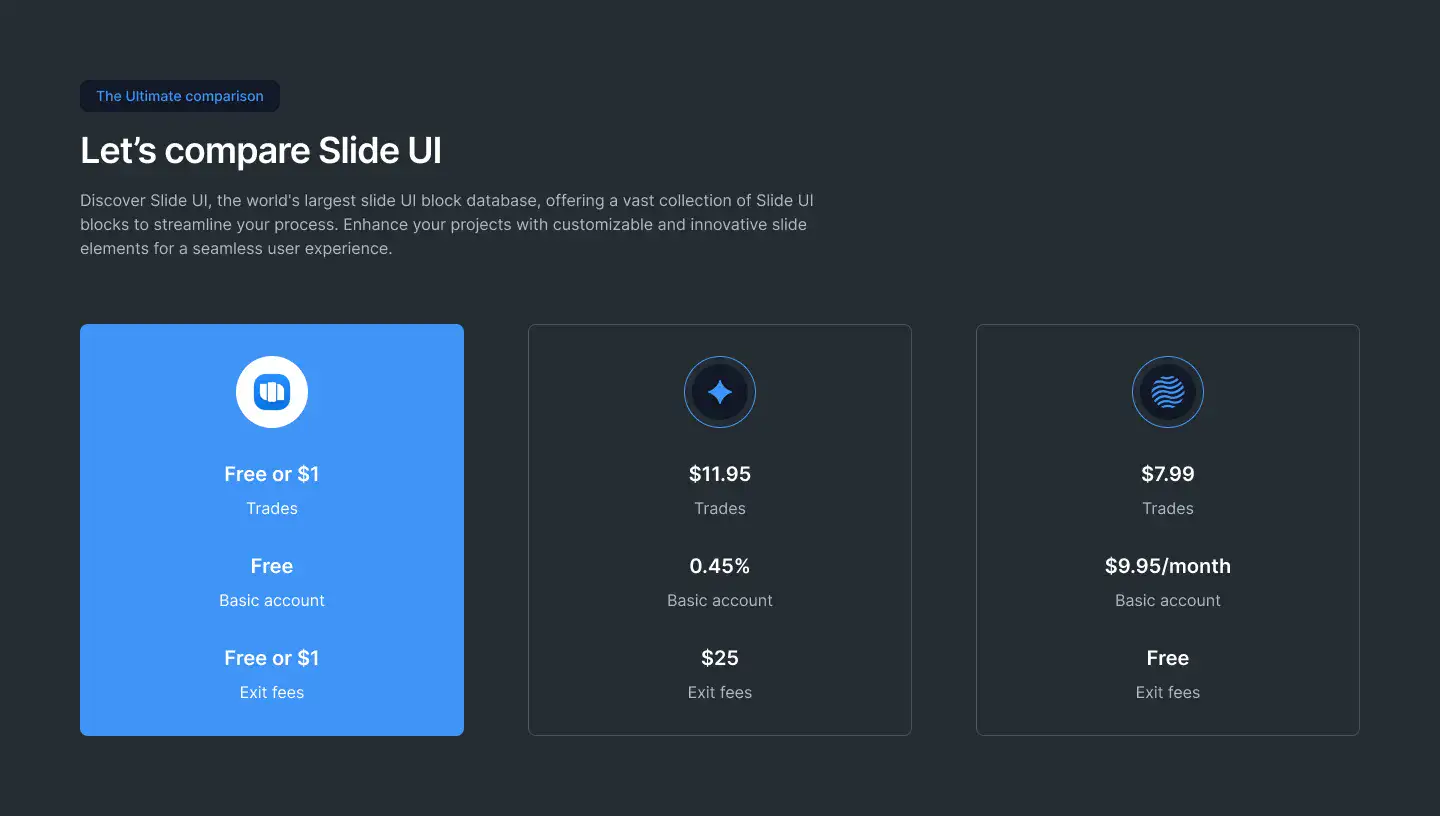 The Ultimate comparison
Let’s compare Slide UI
Discover Slide UI, the world's largest slide UI block database, offering a vast collection of Slide UI
blocks to streamline your process. Enhance your projects with customizable and innovative slide
elements for a seamless user experience.
Free or $1
Trades
Free
Basic account
Free or $1
Exit fees
$11.95
Trades
0.45%
Basic account
$25
Exit fees
$7.99
Trades
$9.95/month
Basic account
Free
Exit fees